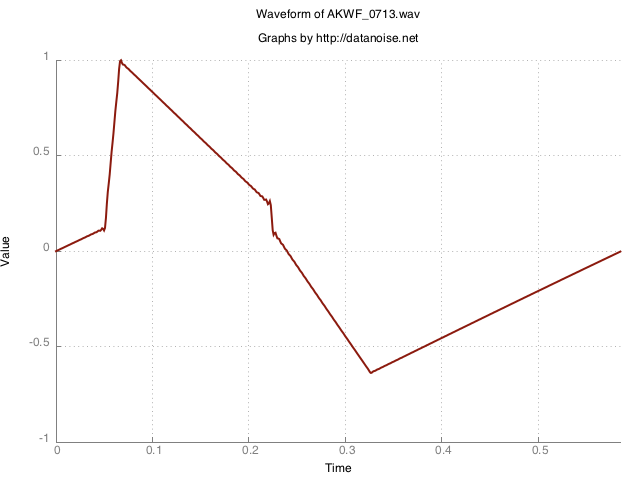 Waveform of AKWF_0713.wav
Graphs by http://datanoise.net
1
0.5
0
-0.5
-1
Value
0 0.1 0.2 0.3 0.4 0.5
Time